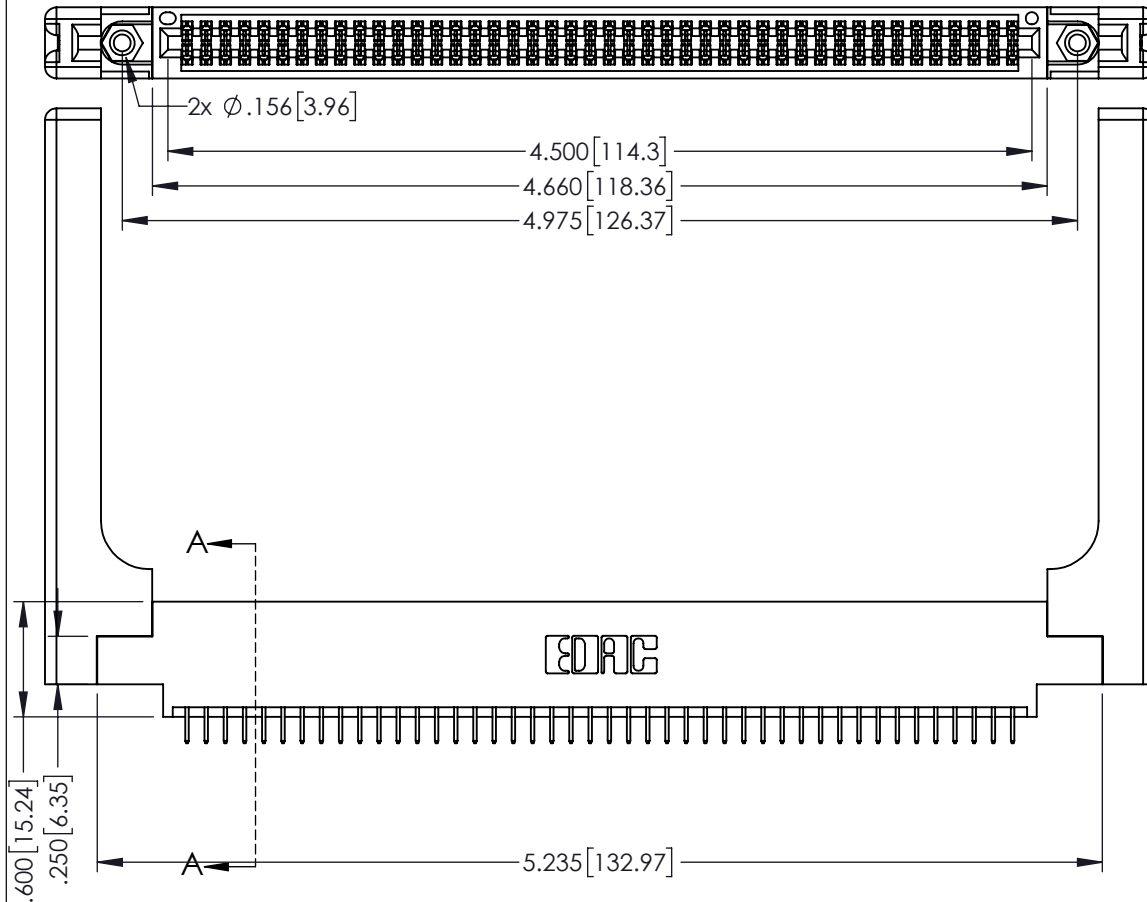 2x ∅.156[3.96]
4.500[114.3]
4.660[118.36]
4.975[126.37]
A
EDAC
.600[15.24]
.250[6.35]
A
5.235[132.97]